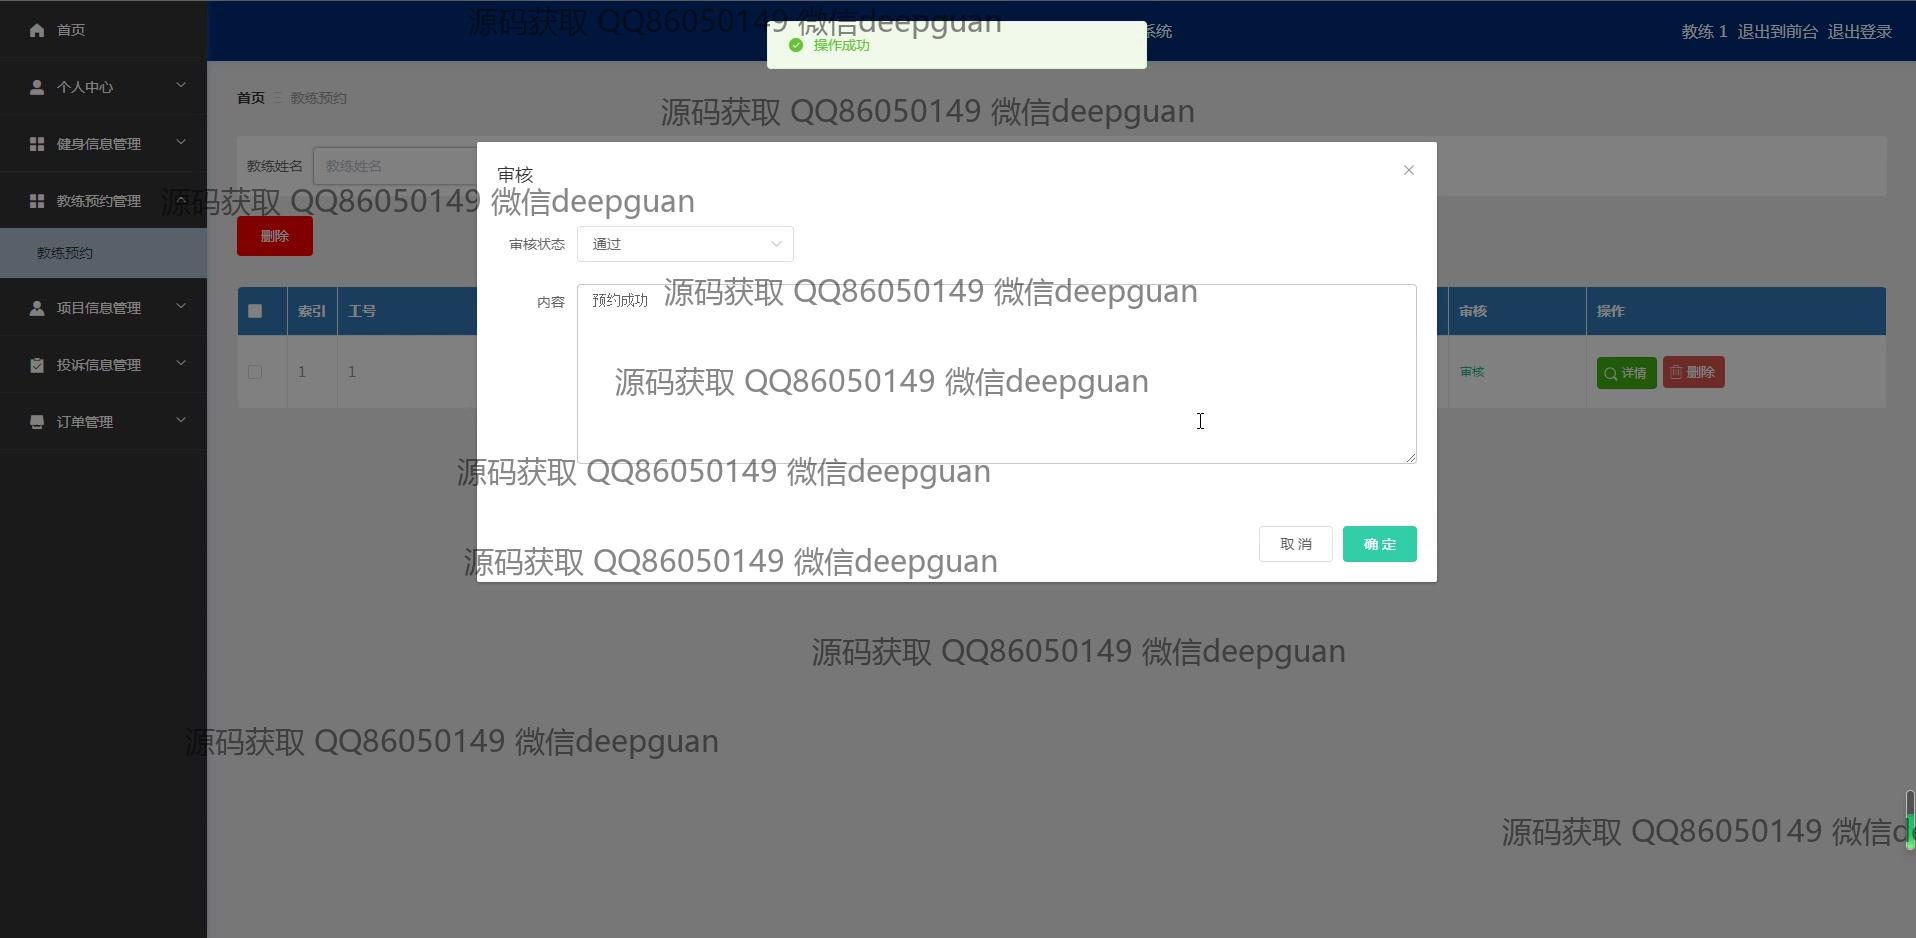 首页
个人中心
健身信息管理
教练预约管理
教练预约
项目信息管理
投诉信息管理
订单管理
源码获取 QQ86050149 微信deepguan
系统
操作成功
教练 1 退出到前台 退出登录
首页 教练预约
源码获取 QQ86050149 微信deepguan
教练姓名 教练姓名
审核
源码获取 QQ86050149 微信deepguan
删除
审核状态 通过
内容 预约成功
源码获取 QQ86050149 微信deepguan
索引 工号 审核 操作
1 1 审核 详情 删除
源码获取 QQ86050149 微信deepguan
源码获取 QQ86050149 微信deepguan
取消 确定
源码获取 QQ86050149 微信deepguan
源码获取 QQ86050149 微信deepguan
源码获取 QQ86050149 微信deepguan
源码获取 QQ86050149 微信de